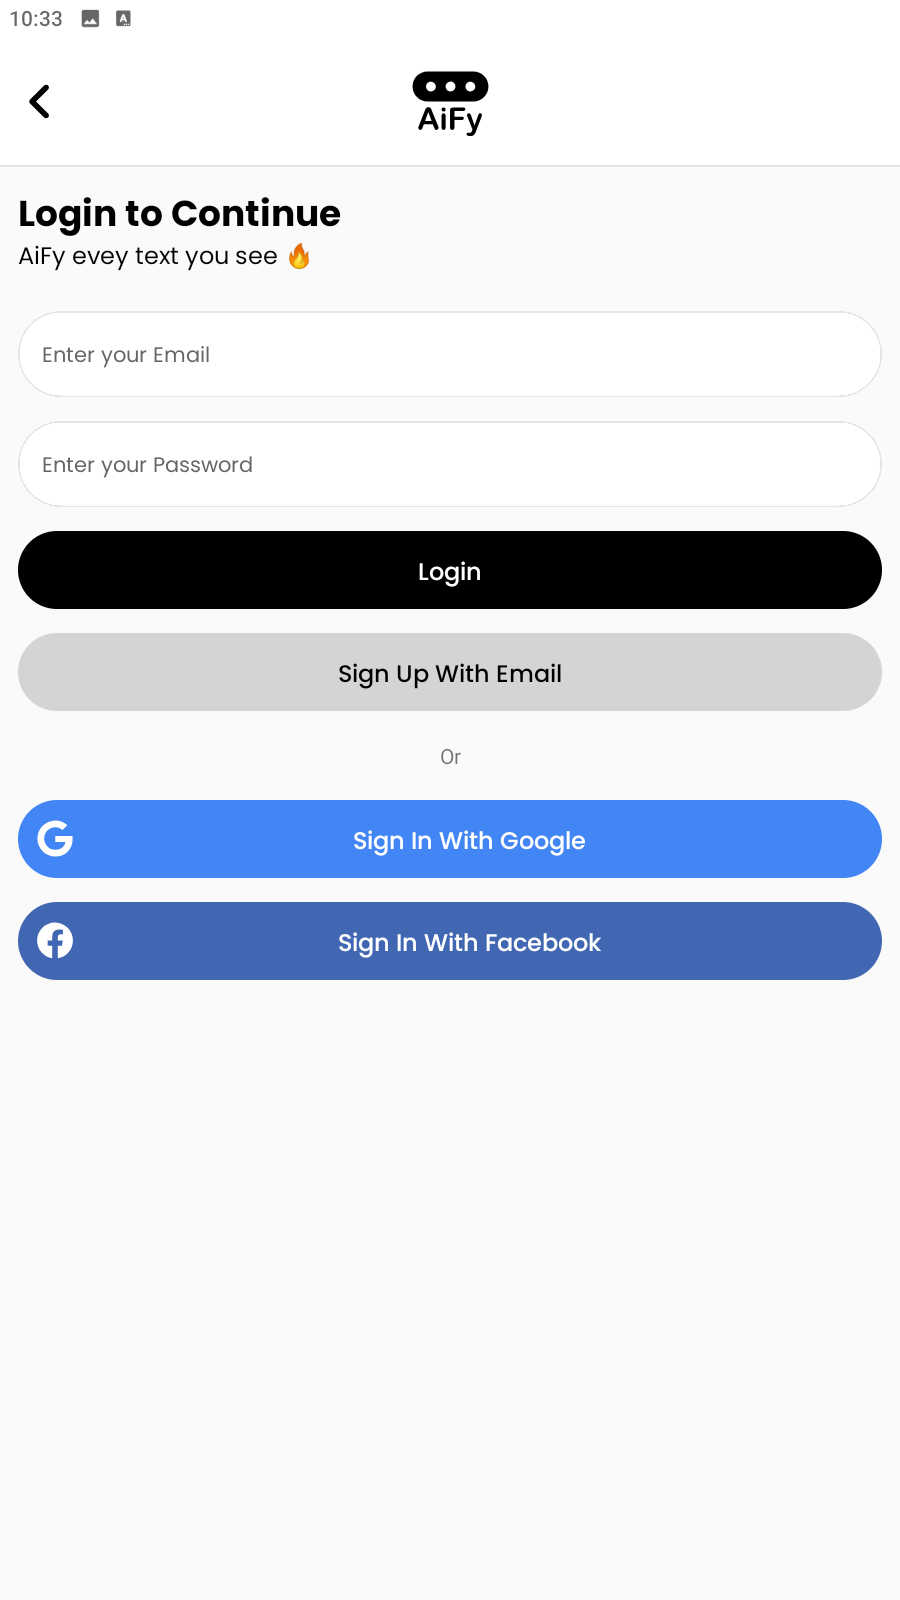 10:33
AiFy
Login to Continue
AiFy evey text you see 🔥
Enter your Email
Enter your Password
Login
Sign Up With Email
Or
Sign In With Google
Sign In With Facebook